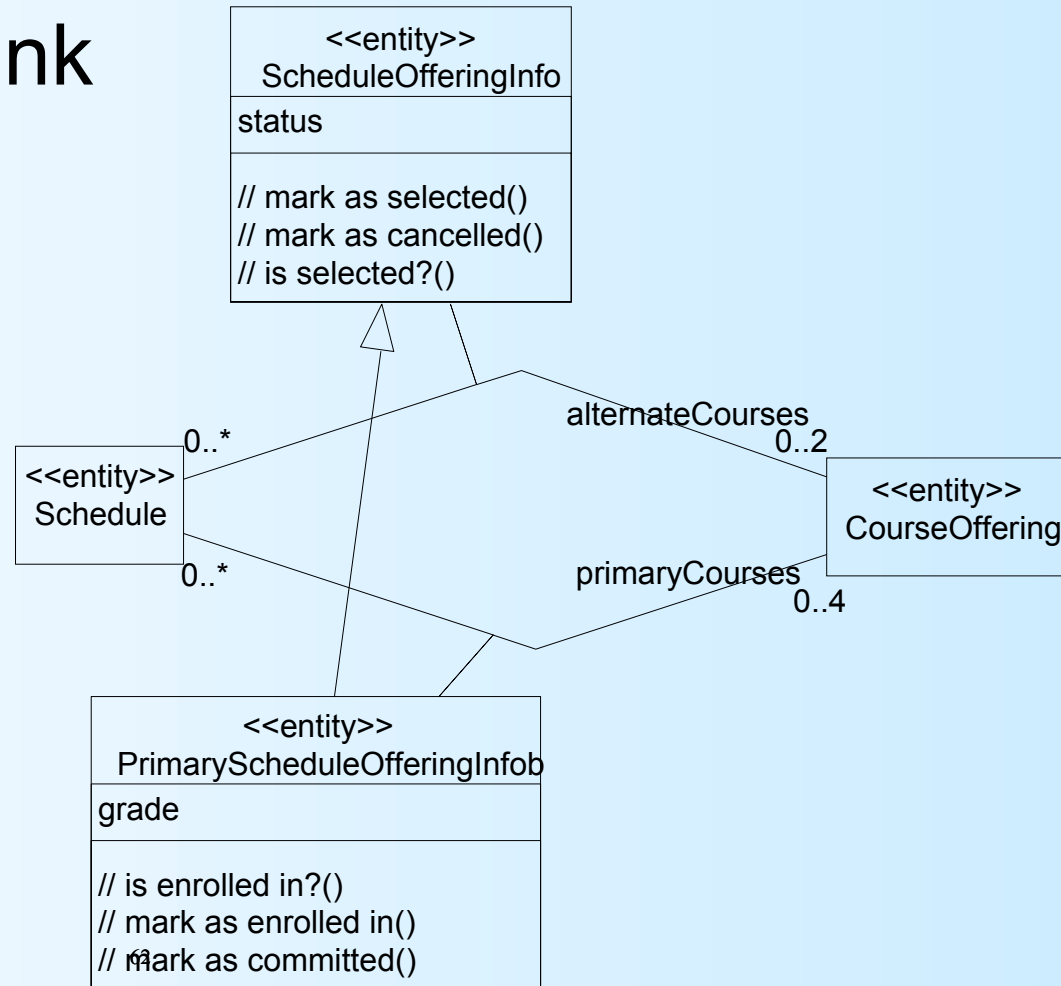 nk
<<entity>>
ScheduleOfferingInfo
status
// mark as selected()
// mark as cancelled()
// is selected?()
alternateCourses
0..*
0..2
<<entity>>
Schedule
<<entity>>
CourseOffering
0..*
primaryCourses
0..4
<<entity>>
PrimaryScheduleOfferingInfob
grade
// is enrolled in?()
// mark as enrolled in()
// mark as committed()
62